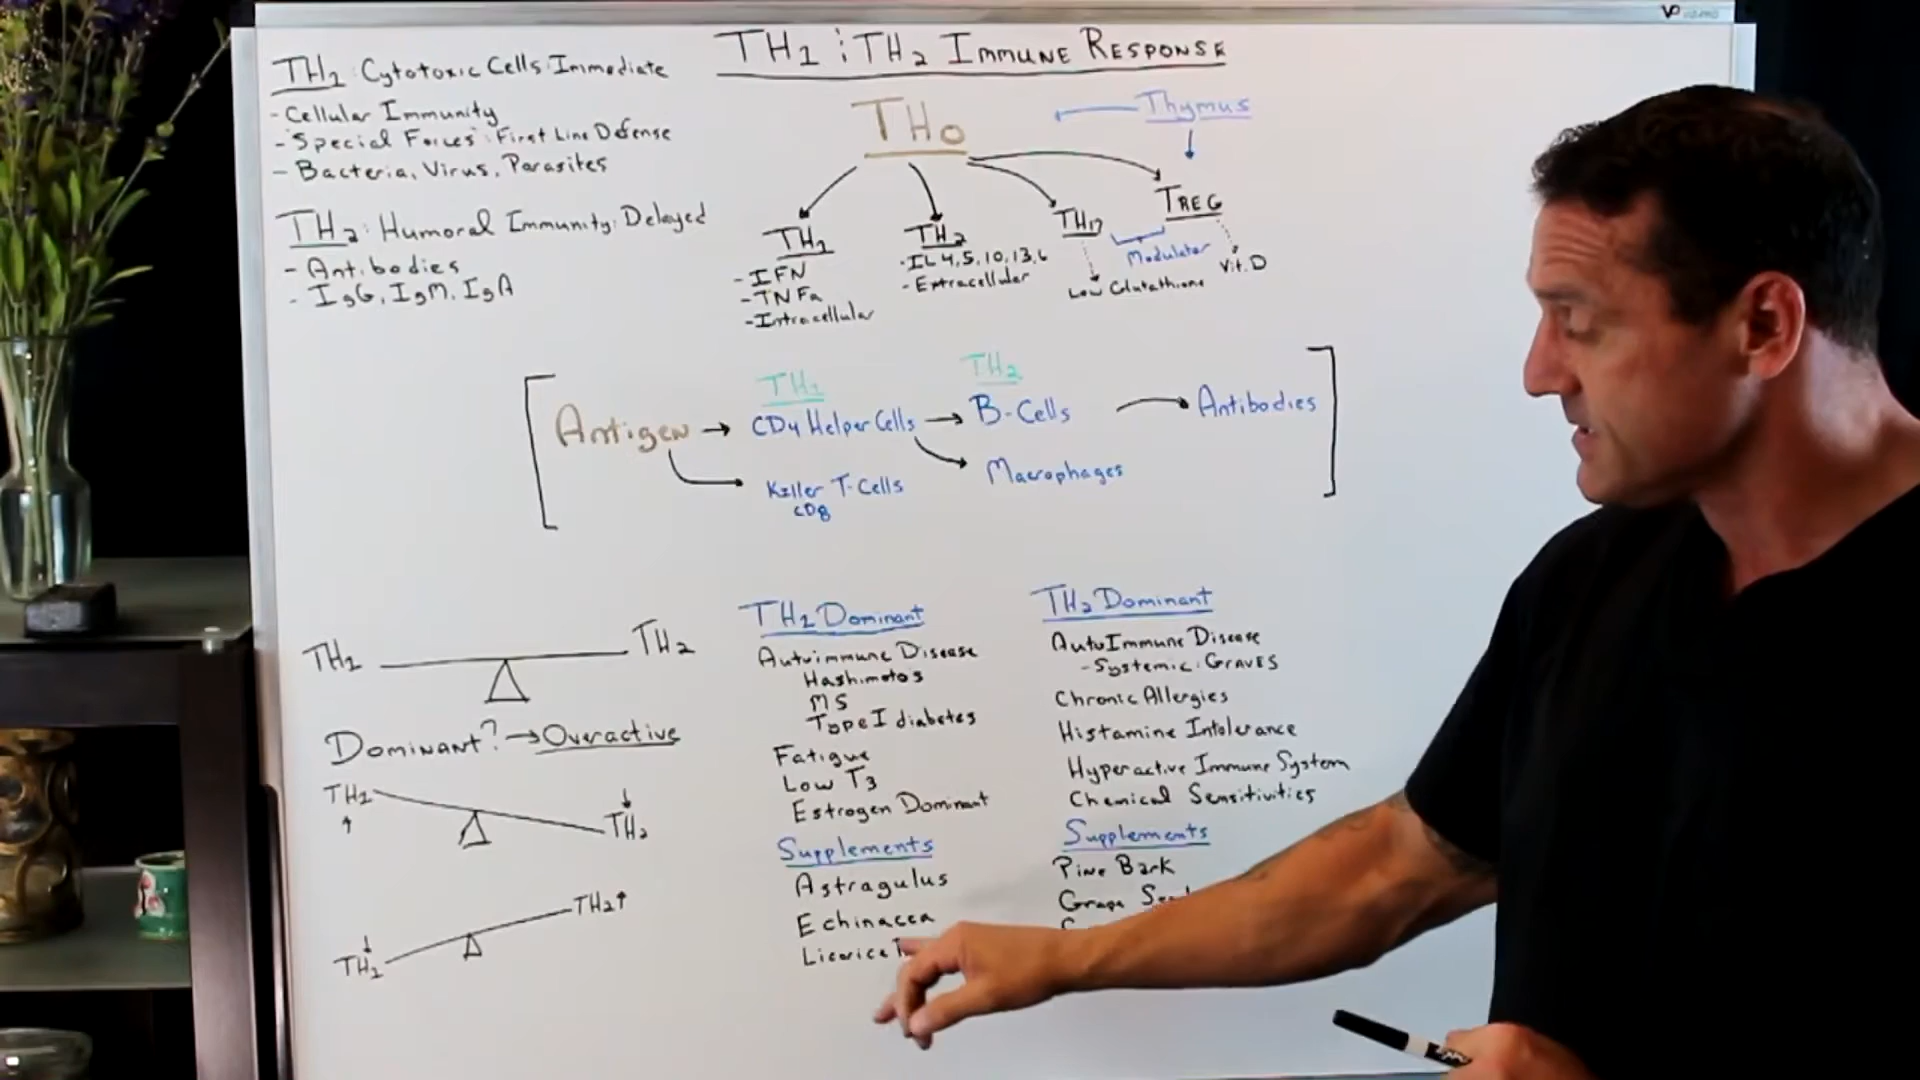 TH1 : TH2 Immune Response
TH1: Cytotoxic Cells: Immediate
- Cellular Immunity
- "Special Forces": First Line Defense
- Bacteria, Virus, Parasites
TH2: Humoral Immunity: Delayed
- Antibodies
- IgG, IgM, IgA
TH0
Thymus
TH1
- IFN
- TNFa
- Intracellular
TH2
- IL 4,5,10,13,6
- Extracellular
TH17
TREG
Modulator
Low Glutathione
Vit. D
TH1
TH2
Antigen → CD4 Helper Cells → B-Cells
Antibodies
Killer T-Cells
CD8
Macrophages
TH1
TH2
Dominant? → Overactive
TH1
TH2
TH2↑
TH1
TH1 Dominant
Autoimmune Disease
Hashimotos
MS
Type I diabetes
Fatigue
Low T3
Estrogen Dominant
Supplements
Astragulus
Echinacea
Licorice
TH2 Dominant
AutoImmune Disease
- Systemic: GRAVES
Chronic Allergies
Histamine Intolerance
Hyperactive Immune System
Chemical Sensitivities
Supplements
Pine Bark
Grape